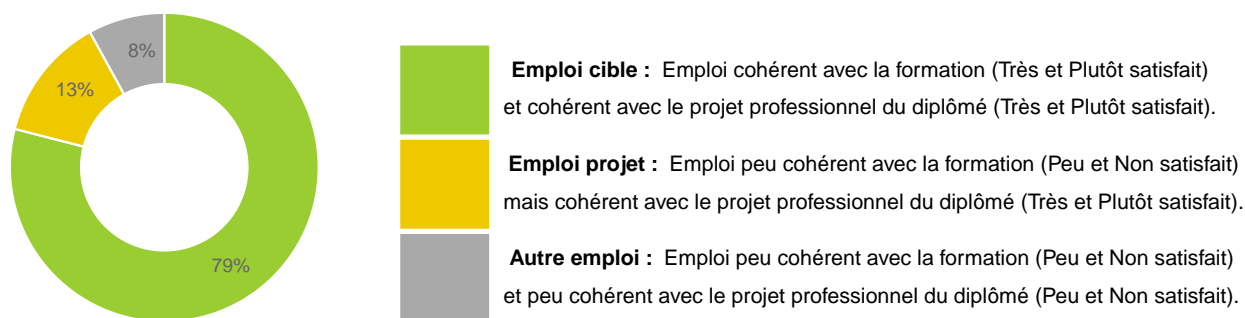 8%
13%
79%
Emploi cible : Emploi cohérent avec la formation (Très et Plutôt satisfait)
et cohérent avec le projet professionnel du diplômé (Très et Plutôt satisfait).
Emploi projet : Emploi peu cohérent avec la formation (Peu et Non satisfait)
mais cohérent avec le projet professionnel du diplômé (Très et Plutôt satisfait).
Autre emploi : Emploi peu cohérent avec la formation (Peu et Non satisfait)
et peu cohérent avec le projet professionnel du diplômé (Peu et Non satisfait).